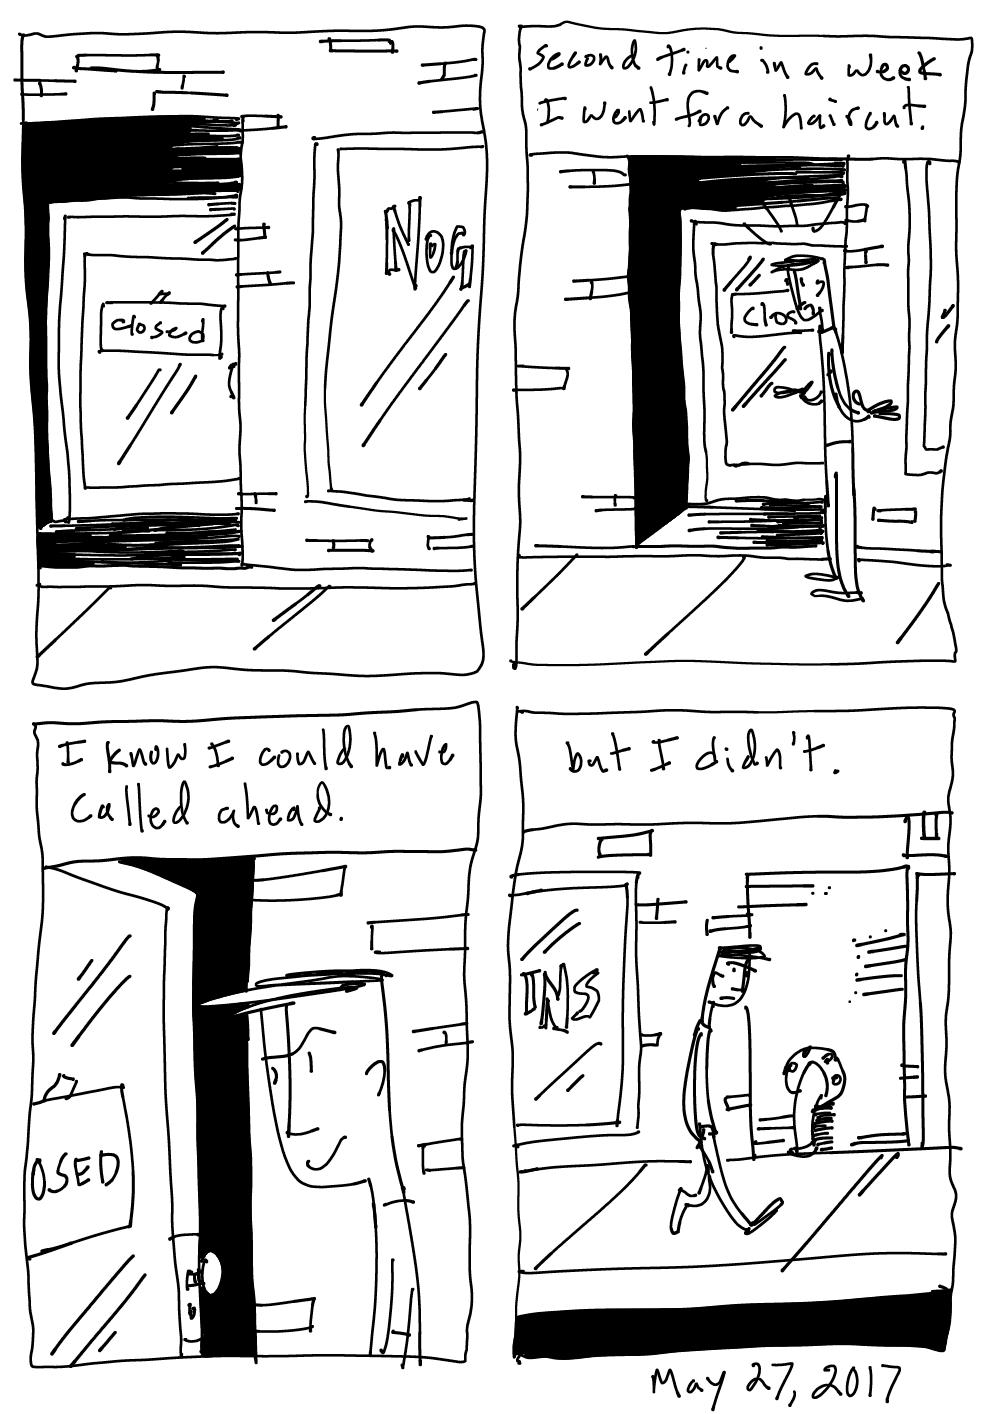 closed
NOG
second time in a week
I went for a haircut.
Clos
I know I could have
called ahead.
OSED
but I didn't.
INS
May 27, 2017